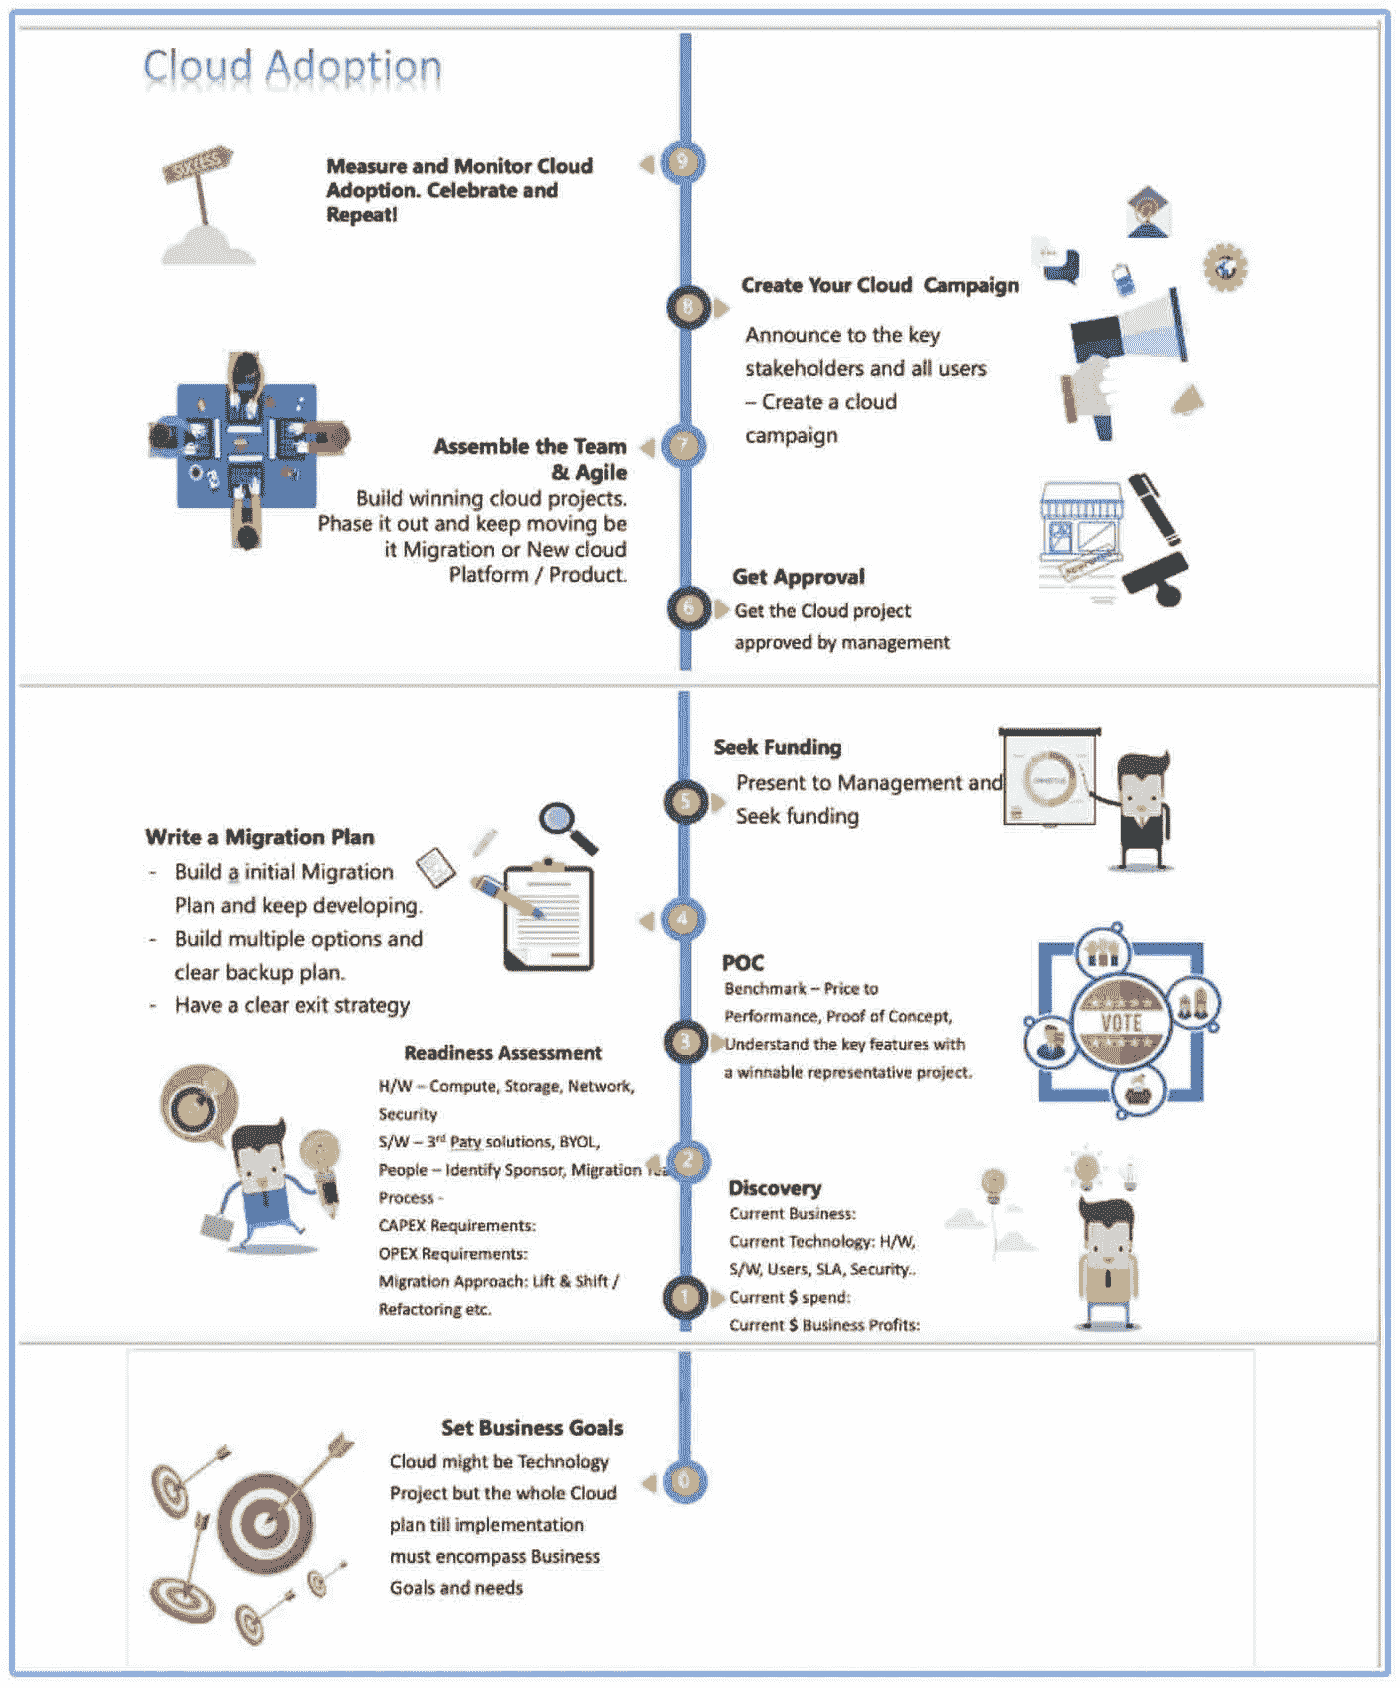 Cloud Adoption
SUCCESS
Measure and Monitor Cloud
Adoption. Celebrate and
Repeat!
9
Create Your Cloud Campaign
8
Announce to the key
stakeholders and all users
– Create a cloud
campaign
Assemble the Team
& Agile
7
Build winning cloud projects.
Phase it out and keep moving be
it Migration or New cloud
Platform / Product.
Get Approval
6
Get the Cloud project
approved by management
Seek Funding
5
Present to Management and
Seek funding
Write a Migration Plan
- Build a initial Migration
Plan and keep developing.
- Build multiple options and
clear backup plan.
- Have a clear exit strategy
4
POC
Benchmark – Price to
Performance, Proof of Concept,
Understand the key features with
a winnable representative project.
3
VOTE
Readiness Assessment
H/W – Compute, Storage, Network,
Security
S/W – 3rd Paty solutions, BYOL,
People – Identify Sponsor, Migration
Process -
CAPEX Requirements:
OPEX Requirements:
Migration Approach: Lift & Shift /
Refactoring etc.
2
Discovery
Current Business:
Current Technology: H/W,
S/W, Users, SLA, Security..
Current $ spend:
Current $ Business Profits:
1
Set Business Goals
Cloud might be Technology
Project but the whole Cloud
plan till implementation
must encompass Business
Goals and needs
0